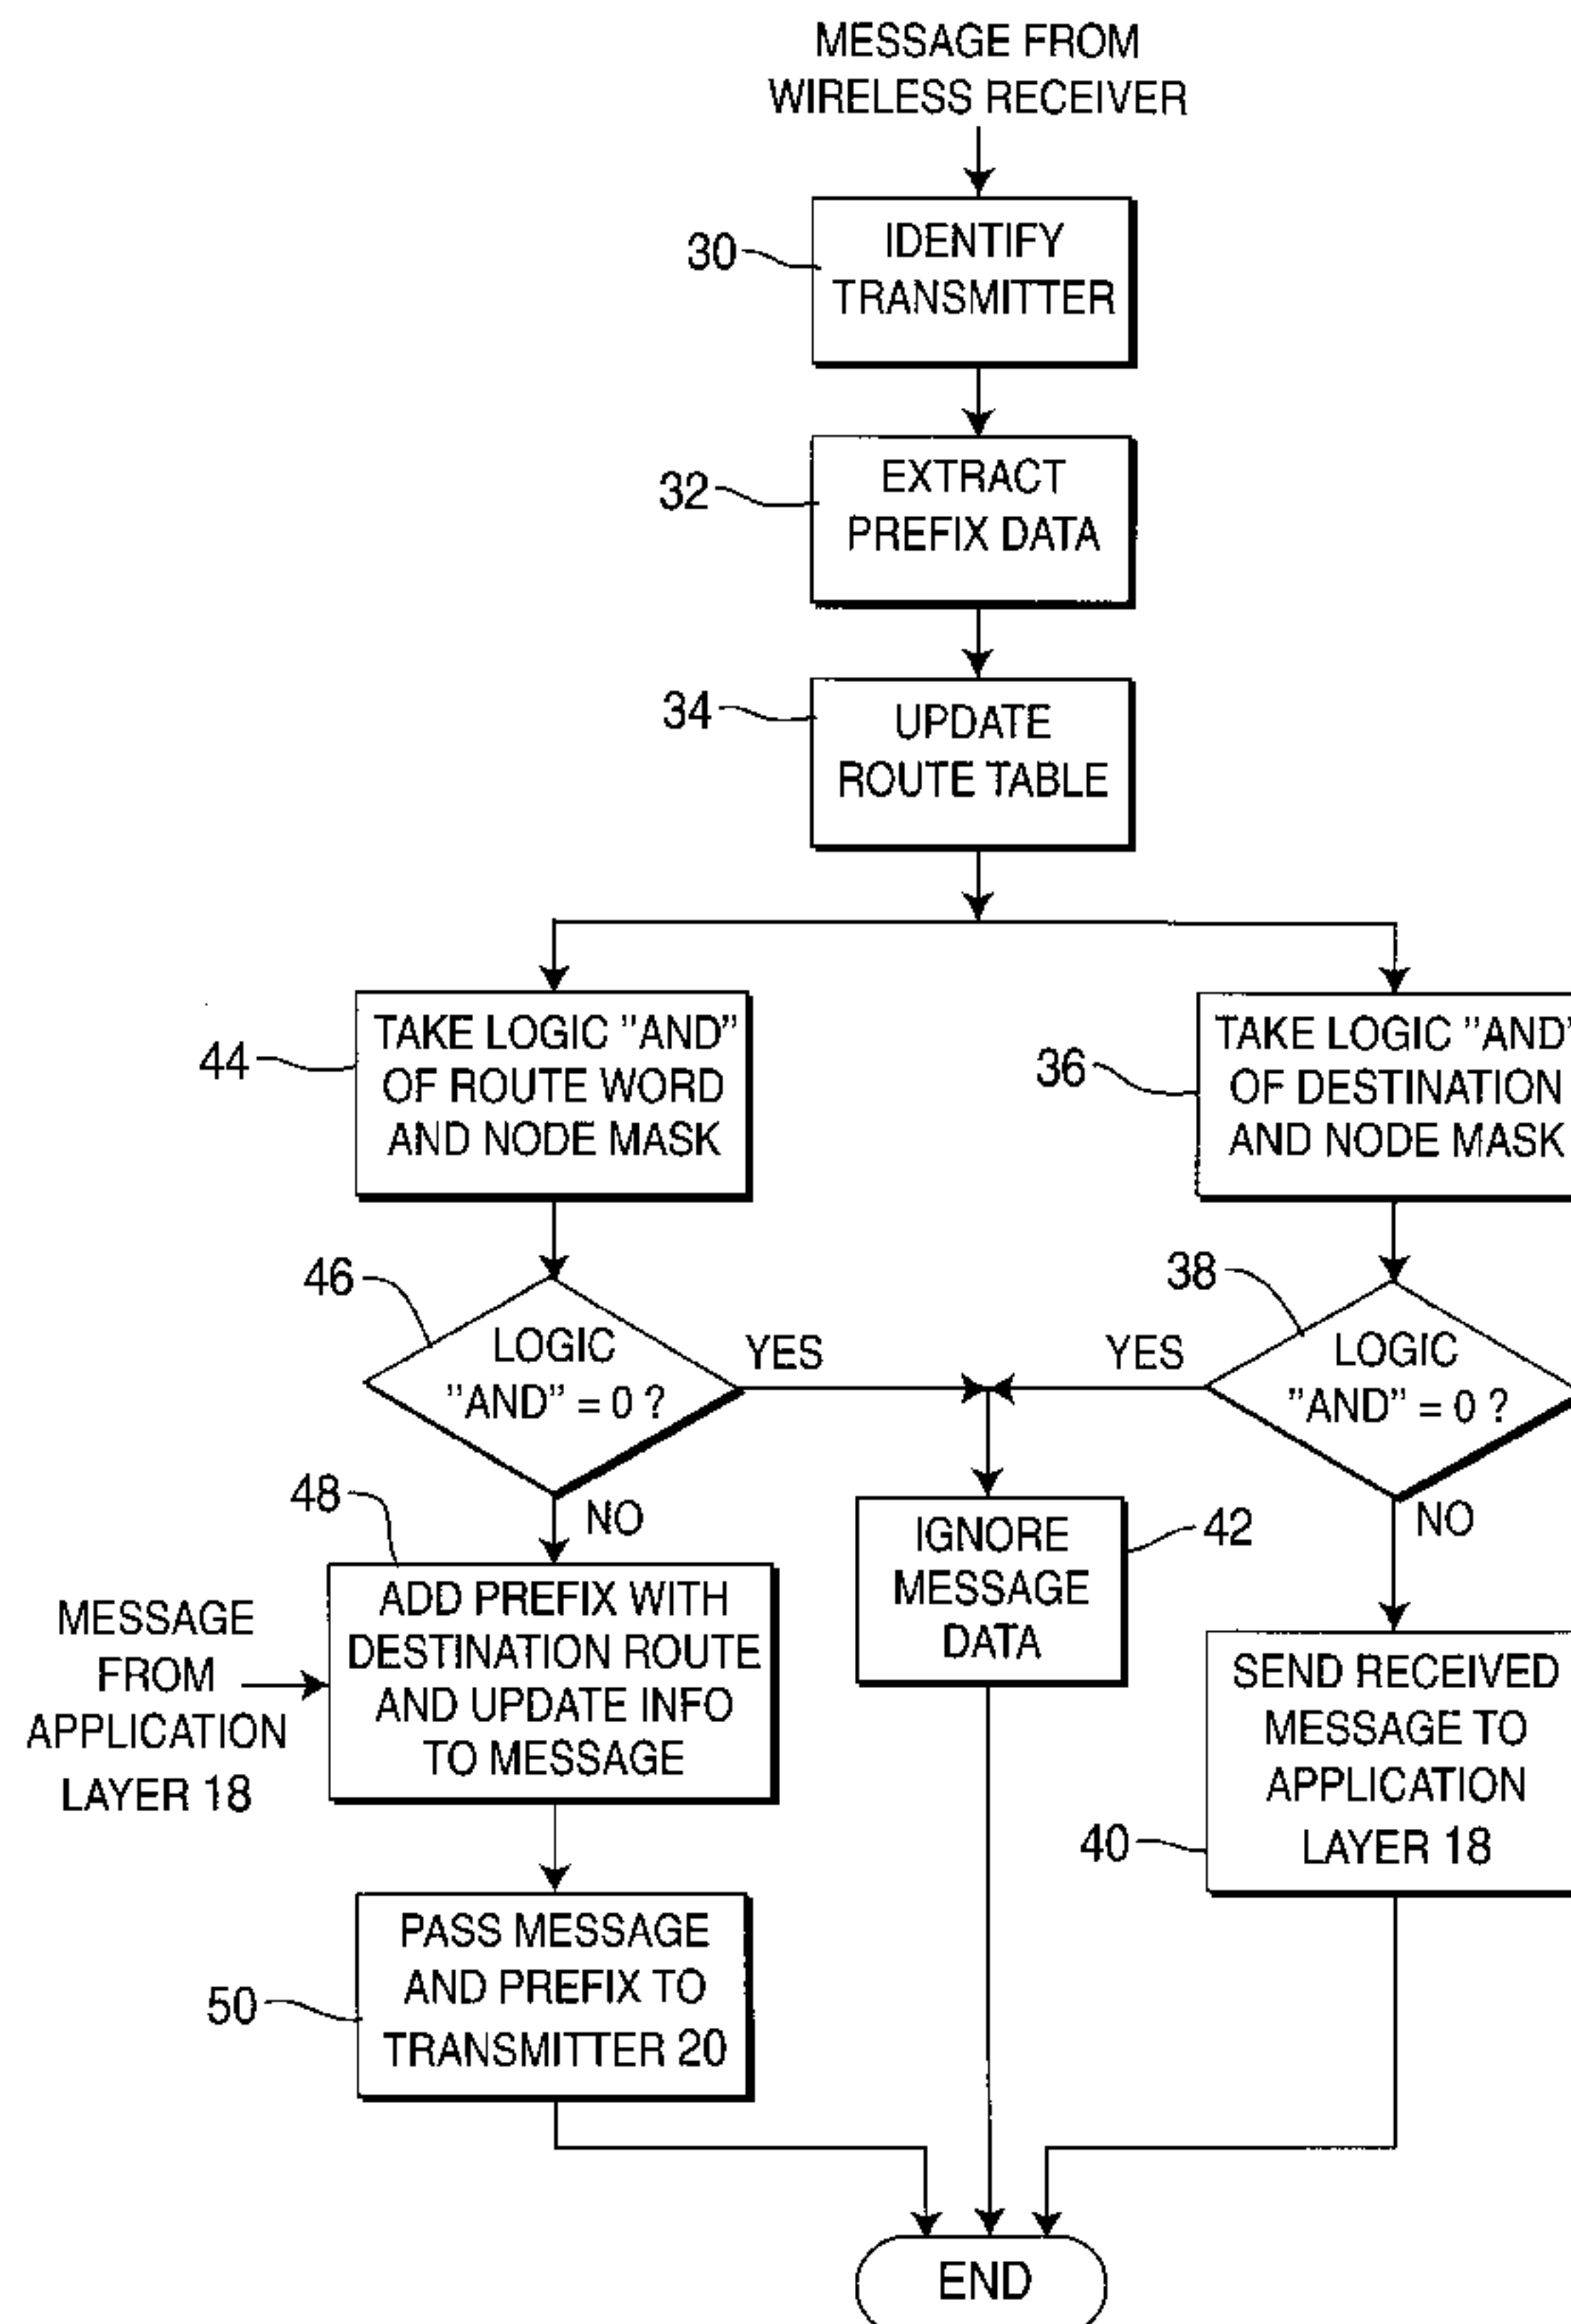 MESSAGE FROM
WIRELESS RECEIVER
30
IDENTIFY
TRANSMITTER
32
EXTRACT
PREFIX DATA
34
UPDATE
ROUTE TABLE
44
TAKE LOGIC "AND"
OF ROUTE WORD
AND NODE MASK
36
TAKE LOGIC "AND"
OF DESTINATION
AND NODE MASK
46
LOGIC
"AND" = 0 ?
YES
NO
38
LOGIC
"AND" = 0 ?
YES
NO
48
ADD PREFIX WITH
DESTINATION ROUTE
AND UPDATE INFO
TO MESSAGE
MESSAGE
FROM
APPLICATION
LAYER 18
42
IGNORE
MESSAGE
DATA
40
SEND RECEIVED
MESSAGE TO
APPLICATION
LAYER 18
50
PASS MESSAGE
AND PREFIX TO
TRANSMITTER 20
END